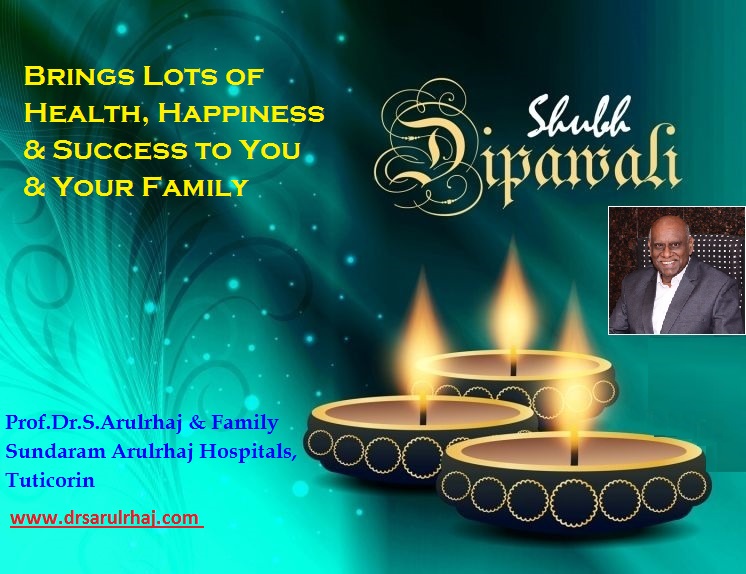 Brings Lots of
Health, Happiness
& Success to You
& Your Family
Shubh
Dipawali
Prof.Dr.S.Arulrhaj & Family
Sundaram Arulrhaj Hospitals,
Tuticorin
www.drsarulrhaj.com